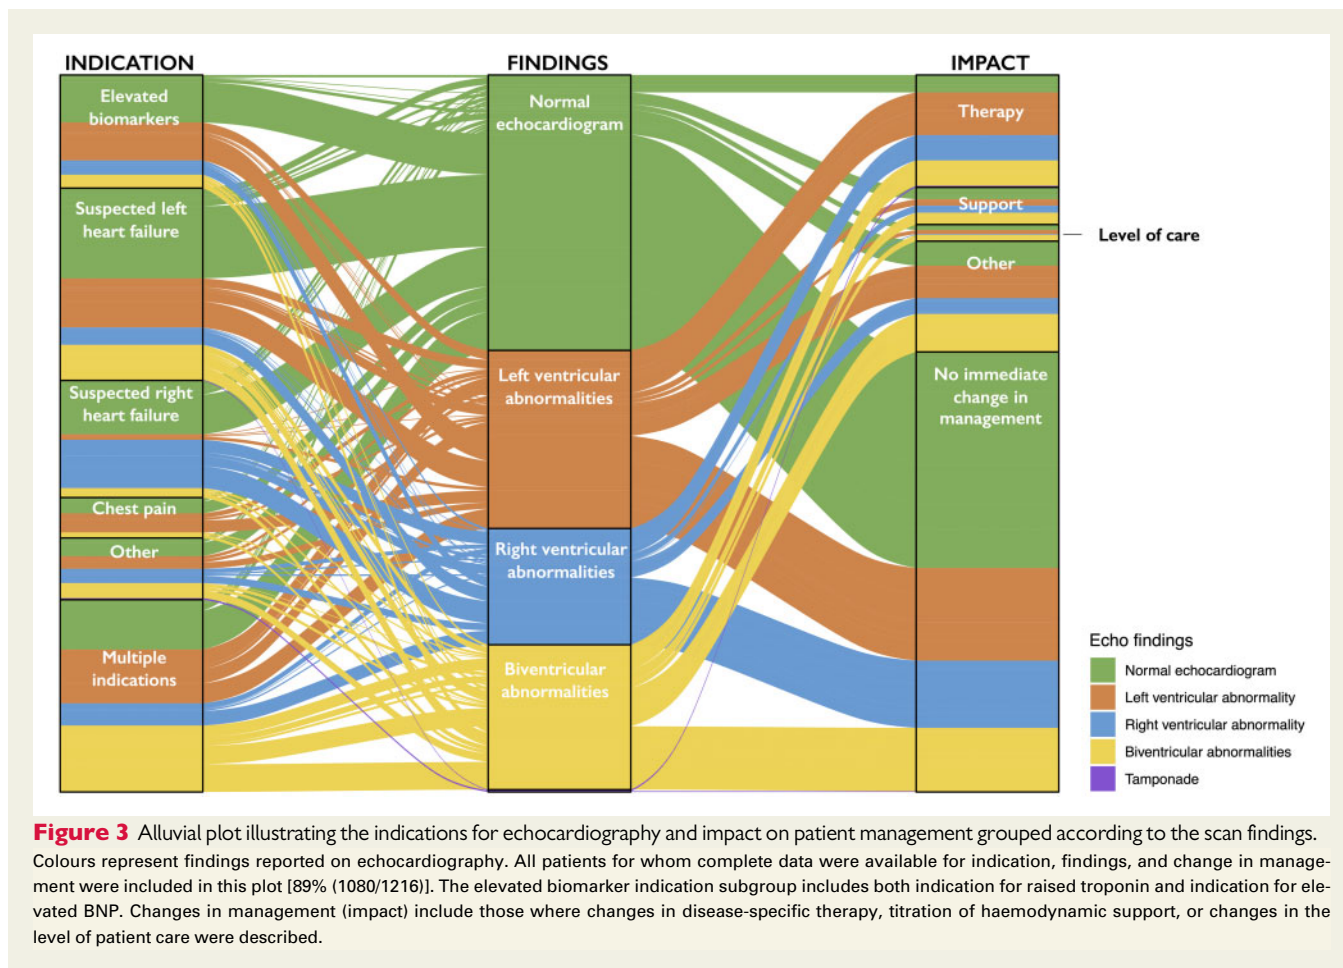 INDICATION
FINDINGS
IMPACT
Elevated
biomarkers
Suspected left
heart failure
Suspected right
heart failure
Chest pain
Other
Multiple
indications
Normal
echocardiogram
Left ventricular
abnormalities
Right ventricular
abnormalities
Biventricular
abnormalities
Therapy
Support
Level of care
Other
No immediate
change in
management
Echo findings
Normal echocardiogram
Left ventricular abnormality
Right ventricular abnormality
Biventricular abnormalities
Tamponade
Figure 3 Alluvial plot illustrating the indications for echocardiography and impact on patient management grouped according to the scan findings.
Colours represent findings reported on echocardiography. All patients for whom complete data were available for indication, findings, and change in manage-
ment were included in this plot [89% (1080/1216)]. The elevated biomarker indication subgroup includes both indication for raised troponin and indication for ele-
vated BNP. Changes in management (impact) include those where changes in disease-specific therapy, titration of haemodynamic support, or changes in the
level of patient care were described.